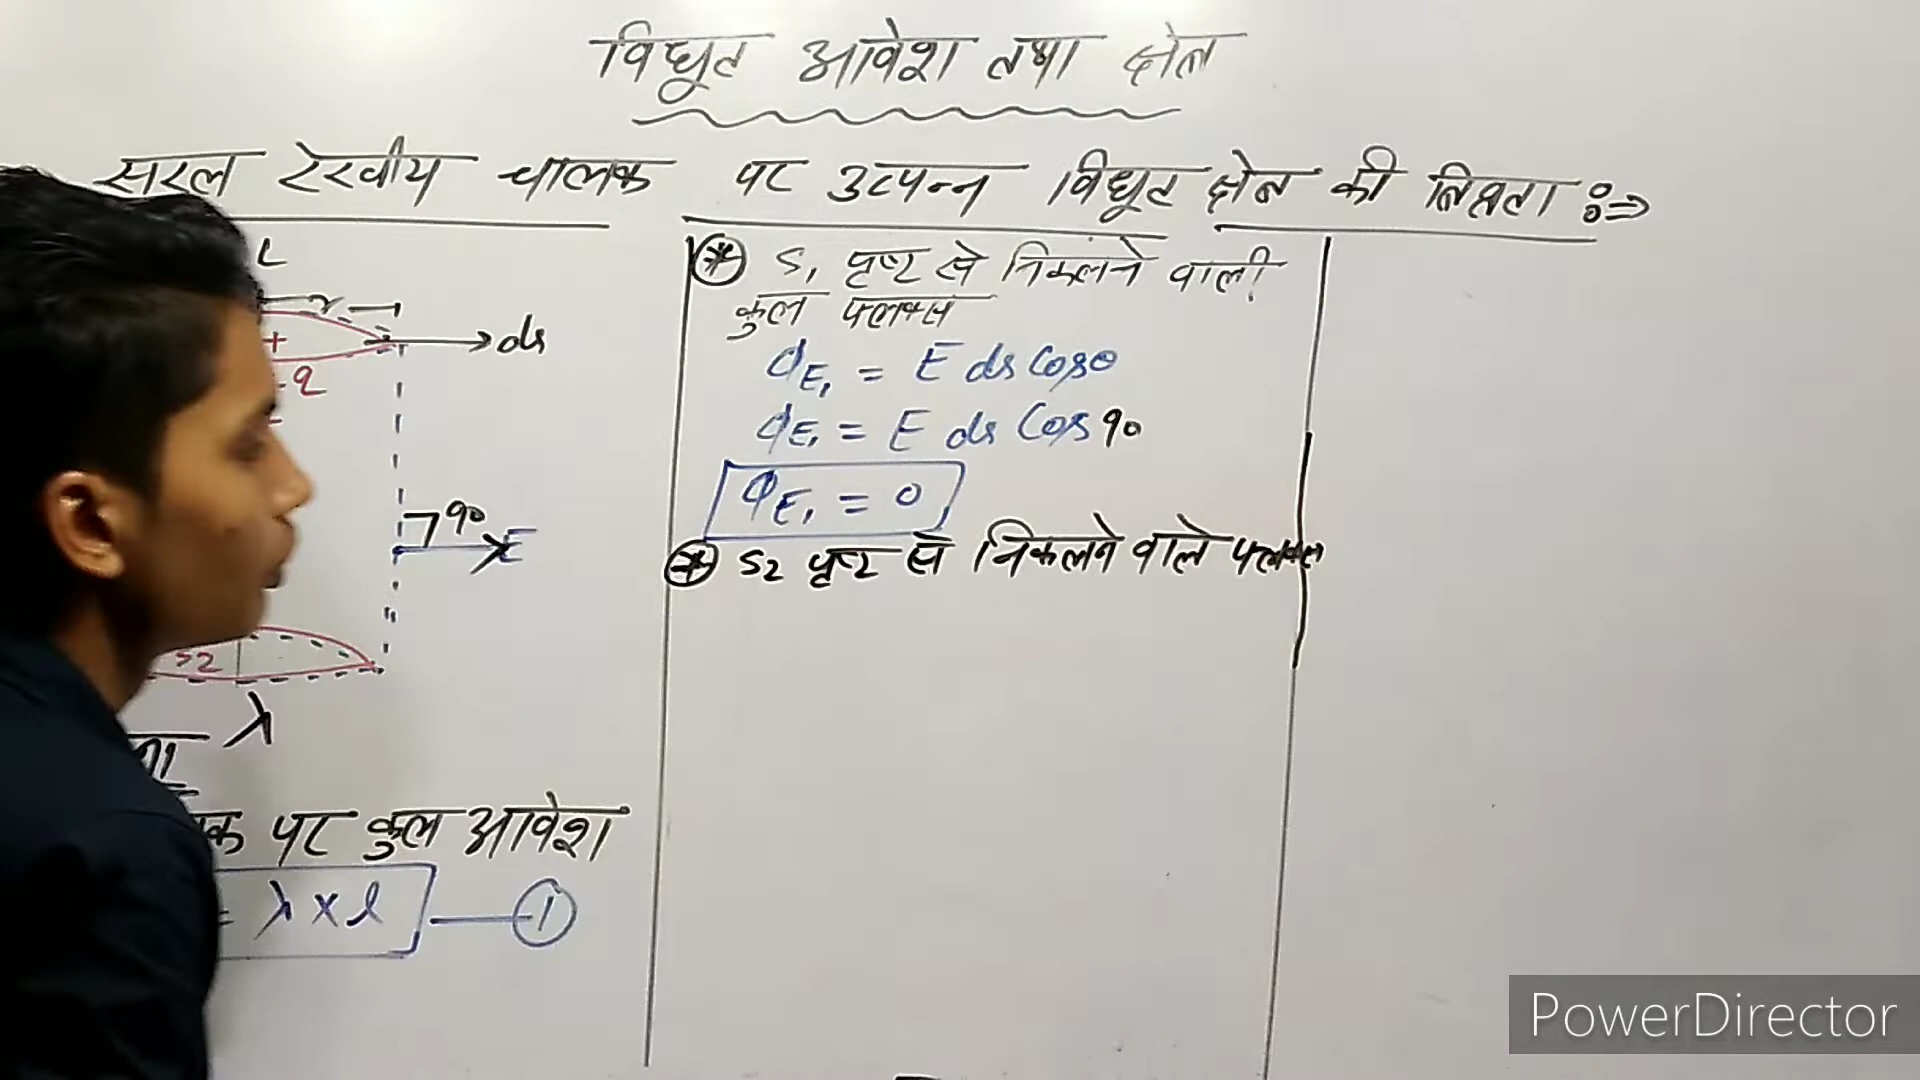 विधुत आवेश तथा क्षेत्र
सरल रेखीय चालक पर उत्पन्न विधुत क्षेत्र की तिव्रता :⇒
L
r
ds
+
+ q
90
E
S2
λ
क पर कुल आवेश
= λ × l — ①
* S₁ पृष्ट से निकलने वाली
कुल फ्लक्स
ϕE₁ = E ds Cosθ
ϕE₁ = E ds Cos 90
ϕE₁ = 0
* S2 पृष्ट से निकलने वाले फ्लक्स
PowerDirector